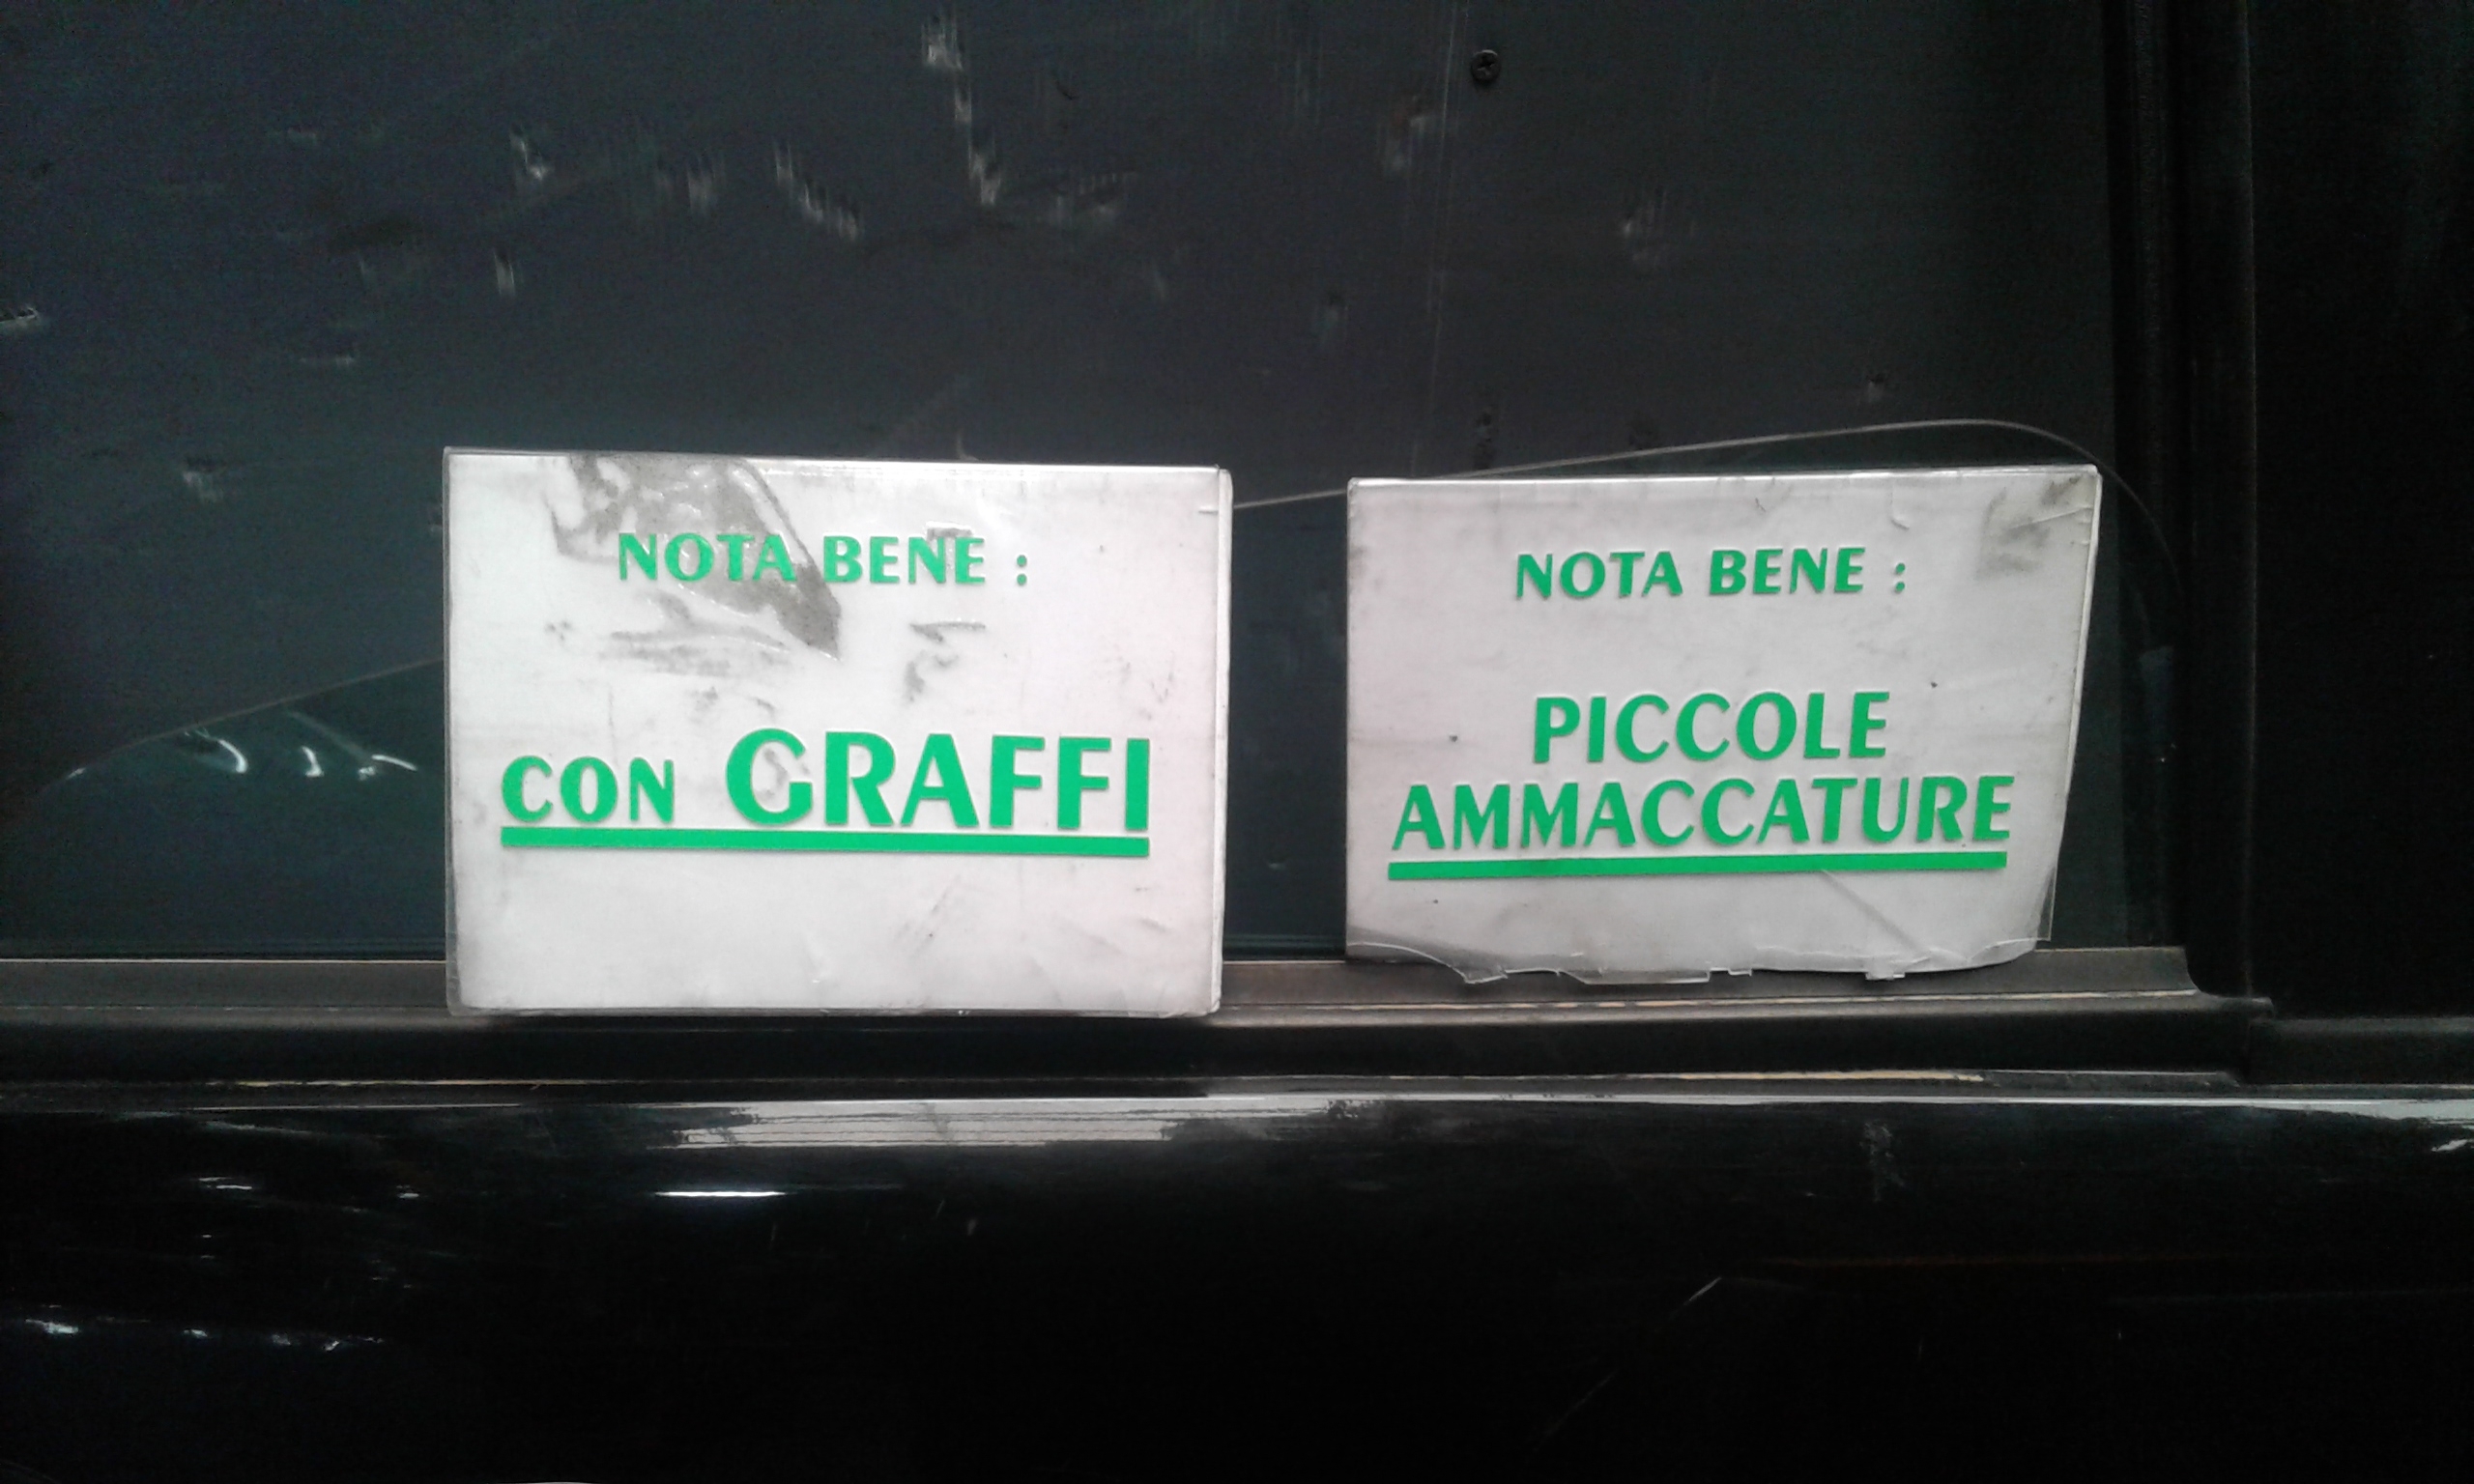 NOTA BENE :
CON GRAFFI
NOTA BENE :
PICCOLE
AMMACCATURE